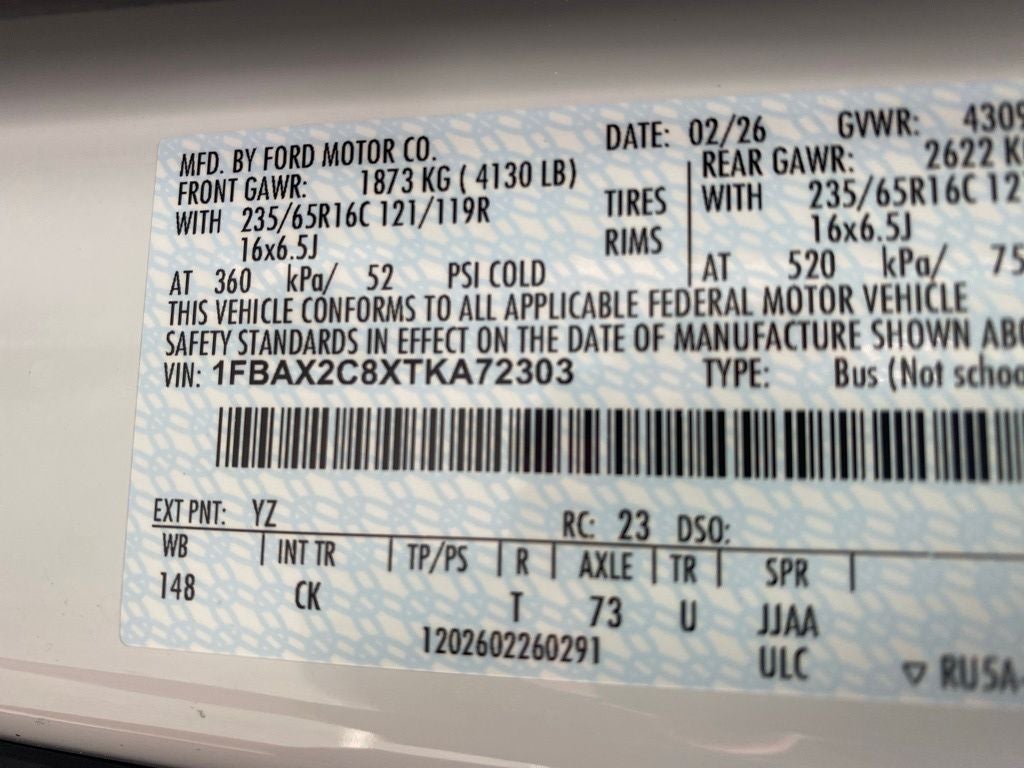 MFD. BY FORD MOTOR CO. DATE: 02/26 GVWR: 4309
FRONT GAWR: 1873 KG ( 4130 LB) REAR GAWR: 2622 K
WITH 235/65R16C 121/119R TIRES WITH 235/65R16C 12
16x6.5J RIMS 16x6.5J
AT 360 kPa/ 52 PSI COLD AT 520 kPa/ 75
THIS VEHICLE CONFORMS TO ALL APPLICABLE FEDERAL MOTOR VEHICLE
SAFETY STANDARDS IN EFFECT ON THE DATE OF MANUFACTURE SHOWN AB
VIN: 1FBAX2C8XTKA72303 TYPE: Bus (Not schoo
EXT PNT: YZ RC: 23 DSO:
WB | INT TR | TP/PS | R | AXLE | TR | SPR |
148 CK T 73 U JJAA
1202602260291 ULC ▽ RU5A-